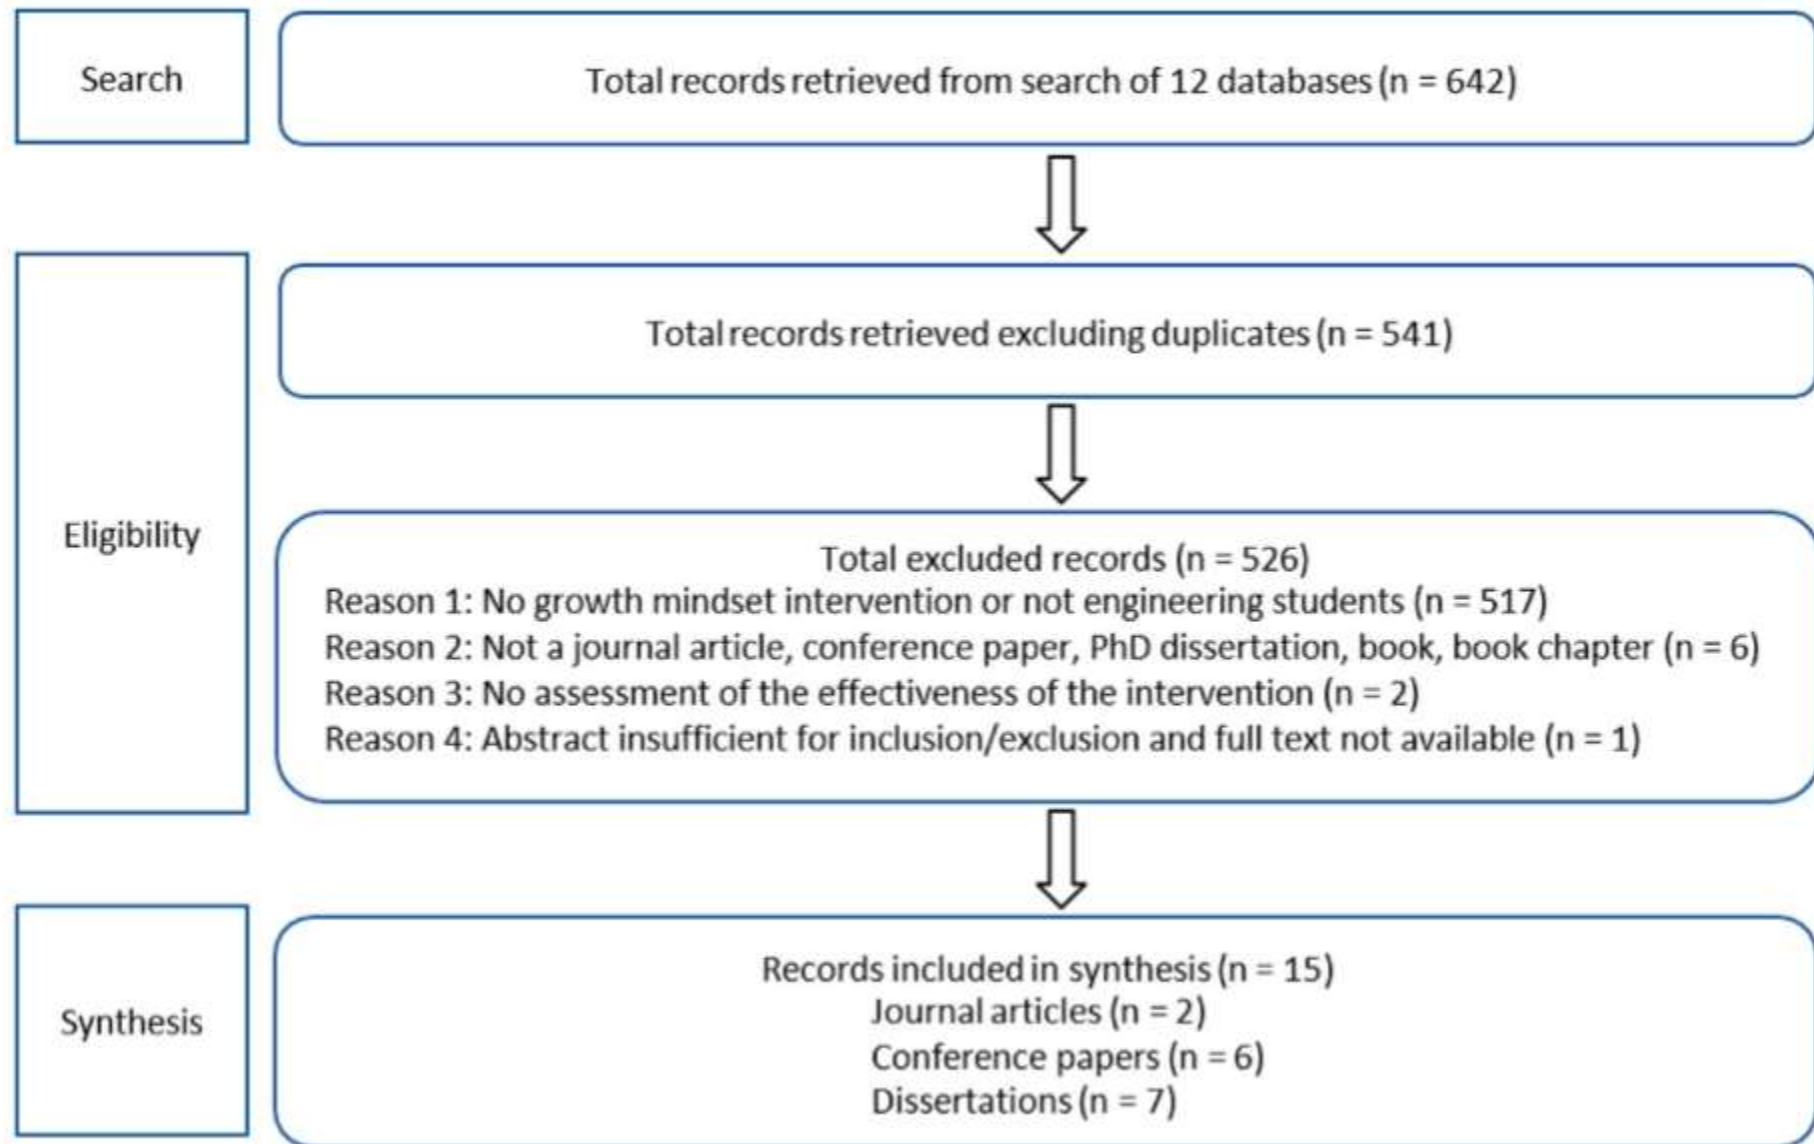 Search
Total records retrieved from search of 12 databases (n = 642)
Eligibility
Total records retrieved excluding duplicates (n = 541)
Total excluded records (n = 526)
Reason 1: No growth mindset intervention or not engineering students (n = 517)
Reason 2: Not a journal article, conference paper, PhD dissertation, book, book chapter (n = 6)
Reason 3: No assessment of the effectiveness of the intervention (n = 2)
Reason 4: Abstract insufficient for inclusion/exclusion and full text not available (n = 1)
Synthesis
Records included in synthesis (n = 15)
Journal articles (n = 2)
Conference papers (n = 6)
Dissertations (n = 7)